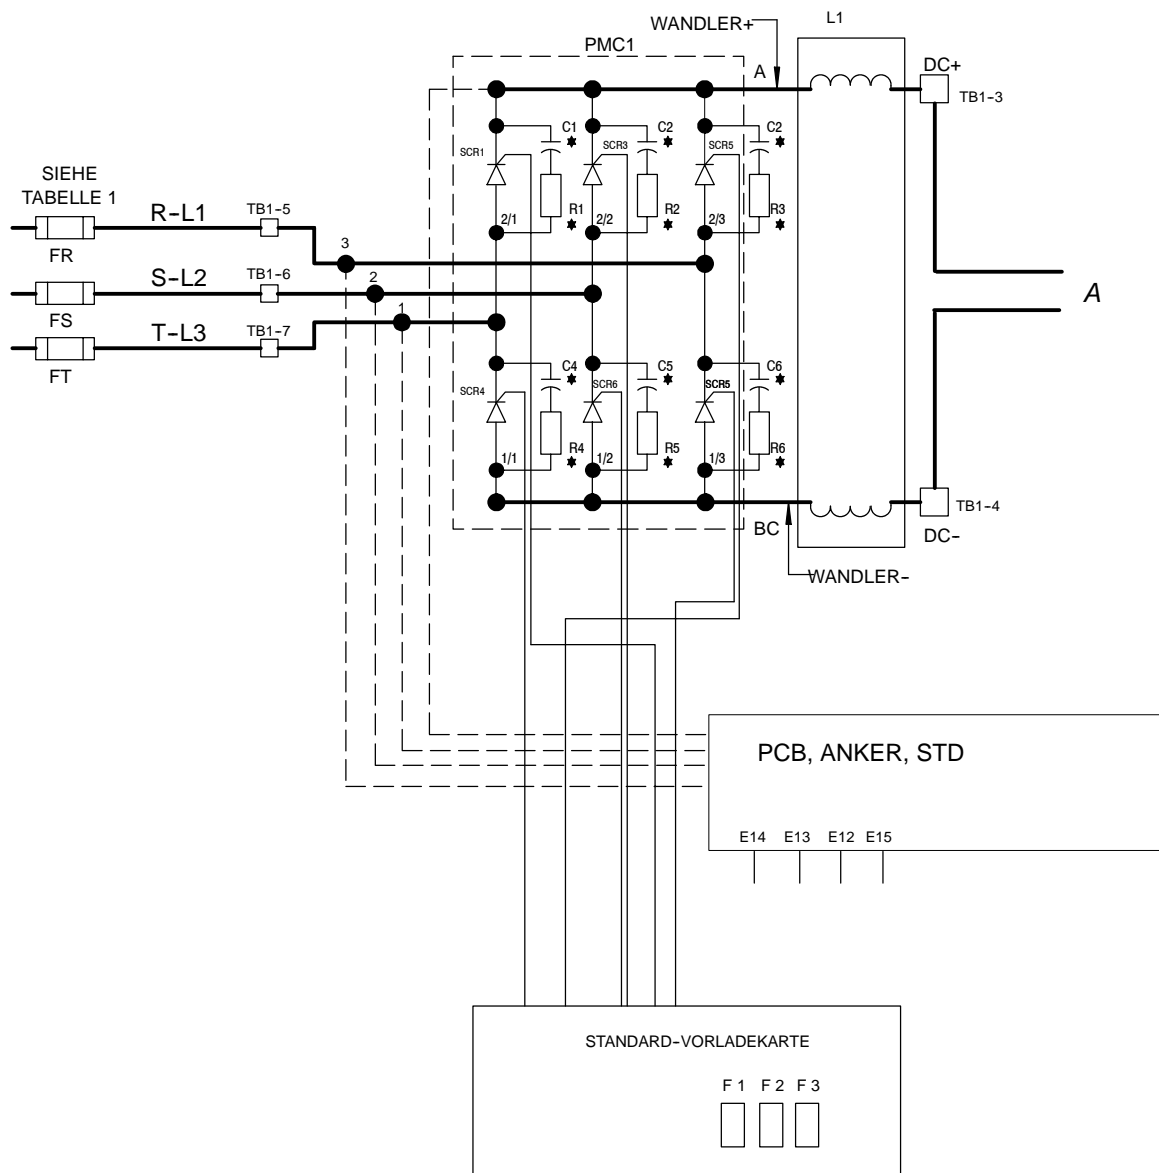 L1
WANDLER+
PMC1
A
DC+
TB1-3
C1
C2
C2
SCR1
SCR3
SCR5
SIEHE
TABELLE 1
R-L1
TB1-5
R1
R2
R3
2/1
2/2
2/3
3
FR
S-L2
TB1-6
2
A
FS
T-L3
TB1-7
1
FT
C4
C5
C6
SCR4
SCR6
SCR5
R4
R5
R6
1/1
1/2
1/3
TB1-4
BC
DC-
WANDLER-
PCB, ANKER, STD
E14 E13 E12 E15
STANDARD-VORLADEKARTE
F 1 F 2 F 3